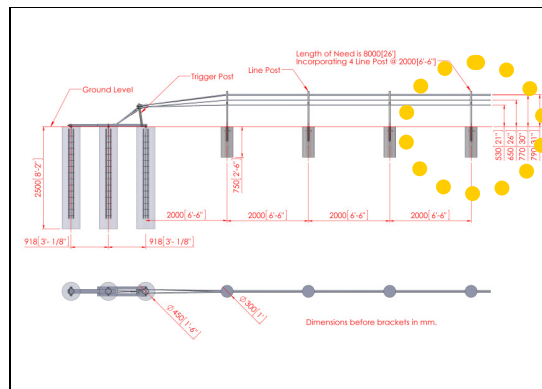 Length of Need is 8000[26']
Incorporating 4 Line Post @ 2000[6'-6"]
Line Post
Trigger Post
Ground Level
2500[8'-2"]
750[2'-6"]
530 21"
650 26"
770 30"
790 31"
2000[6'-6"]
2000[6'-6"]
2000[6'-6"]
2000[6'-6"]
918[3'- 1/8"]
918[3'- 1/8"]
Ø450[1'-6"]
Ø300[1']
Dimensions before brackets in mm.